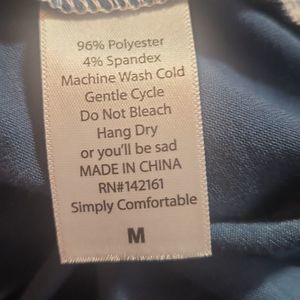 96% Polyester
4% Spandex
Machine Wash Cold
Gentle Cycle
Do Not Bleach
Hang Dry
or you'll be sad
MADE IN CHINA
RN#142161
Simply Comfortable
M